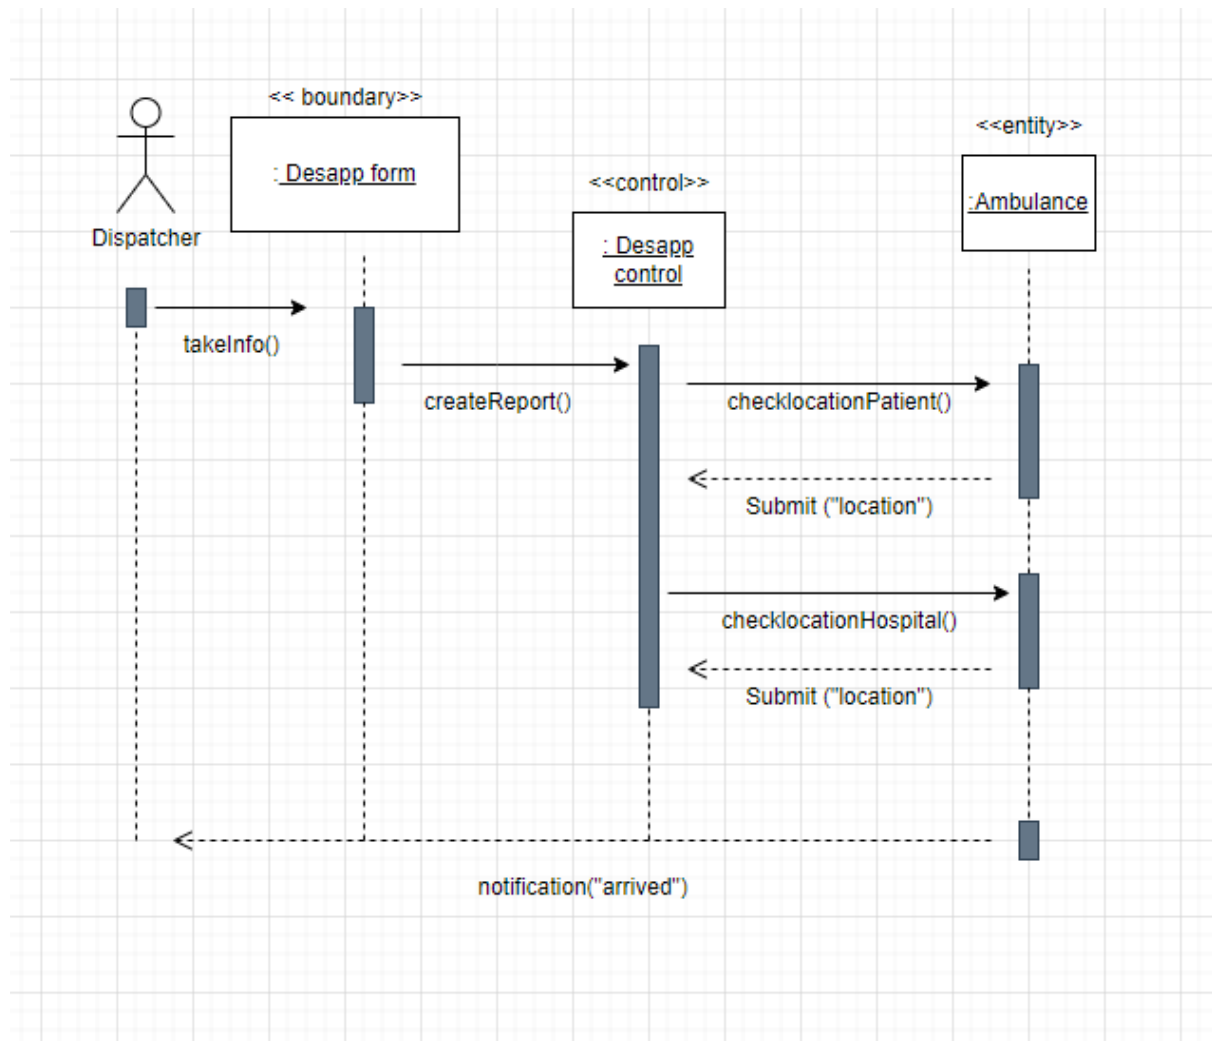 << boundary>>
: Desapp form
Dispatcher
<<control>>
: Desapp
control
<<entity>>
:Ambulance
takeInfo()
createReport()
checklocationPatient()
Submit ("location")
checklocationHospital()
Submit ("location")
notification("arrived")